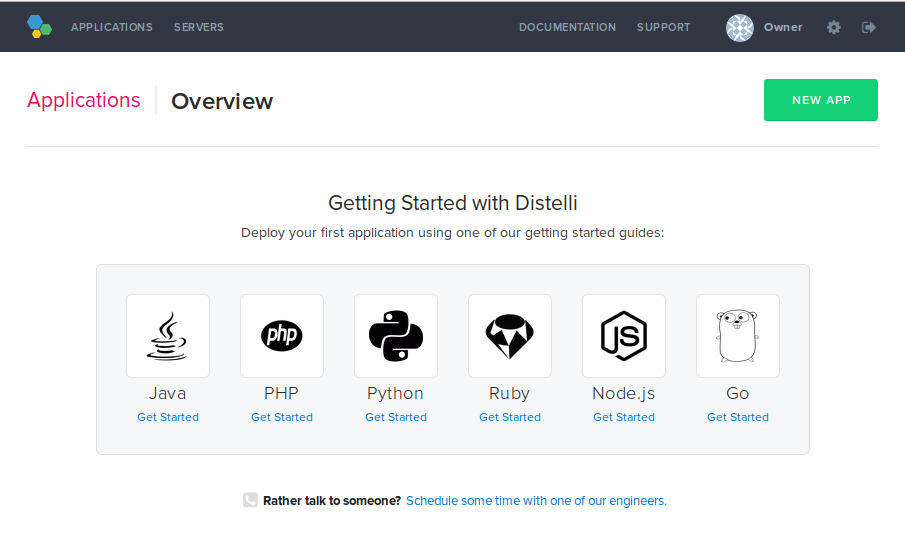 APPLICATIONS SERVERS DOCUMENTATION SUPPORT Owner
Applications Overview NEW APP
Getting Started with Distelli
Deploy your first application using one of our getting started guides:
php JS
Java PHP Python Ruby Node.js Go
Get Started Get Started Get Started Get Started Get Started Get Started
Rather talk to someone? Schedule some time with one of our engineers.